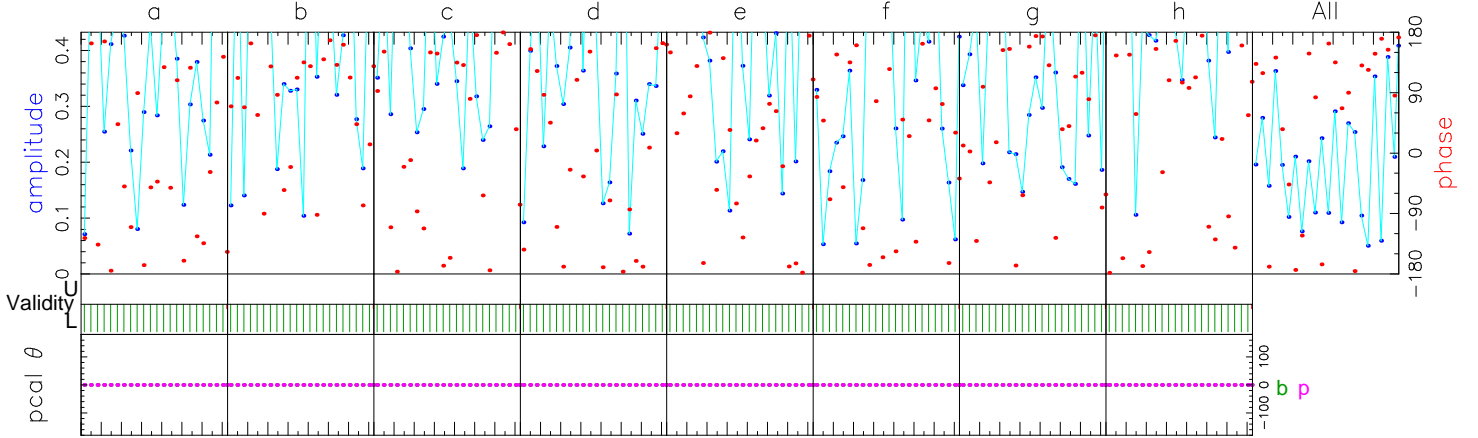 a b c d e f g h All
amplitude
0 0.1 0.2 0.3 0.4
180 90 0 -90 -180
phase
U
Validity
L
pcal θ
-100 0 100
b p